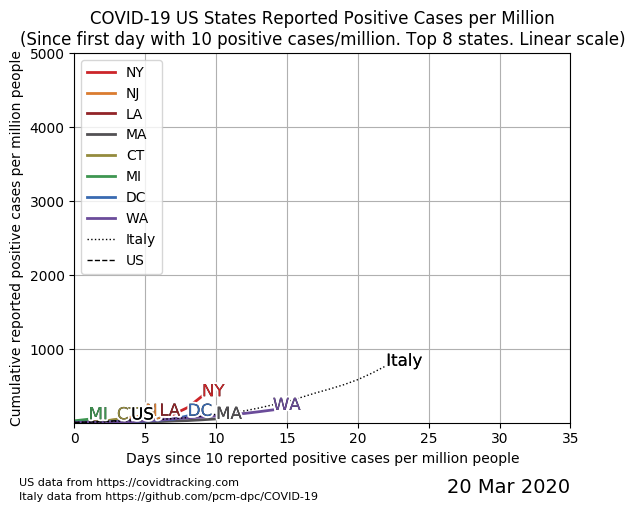 COVID-19 US States Reported Positive Cases per Million
(Since first day with 10 positive cases/million. Top 8 states. Linear scale)
Cumulative reported positive cases per million people
5000
4000
3000
2000
1000
NY
NJ
LA
MA
CT
MI
DC
WA
Italy
US
Italy
NY
WA
MI
US
LA
DC
MA
0
5
10
15
20
25
30
35
Days since 10 reported positive cases per million people
US data from https://covidtracking.com
Italy data from https://github.com/pcm-dpc/COVID-19
20 Mar 2020